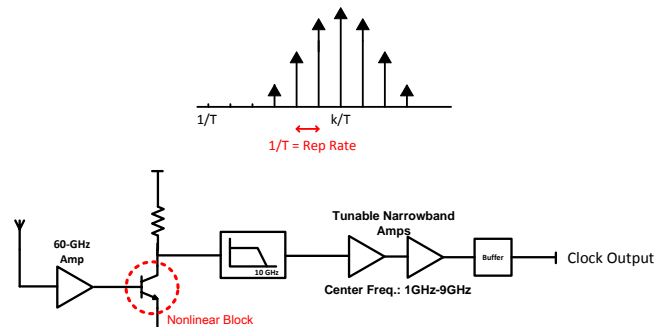 1/T
k/T
1/T = Rep Rate
60-GHz
Amp
Nonlinear Block
10 GHz
Tunable Narrowband
Amps
Center Freq.: 1GHz-9GHz
Buffer
Clock Output